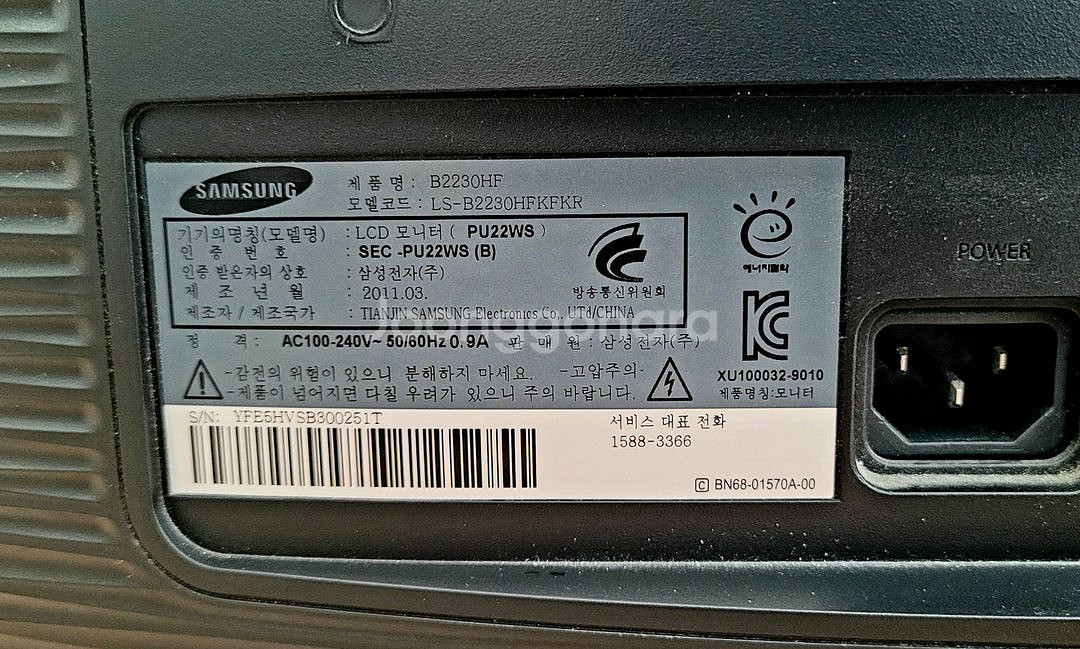 SAMSUNG
제 품 명 : B2230HF
모델코드 : LS-B2230HFKFKR
기기의명칭(모델명) : LCD 모니터 ( PU22WS )
인 증 번 호 : SEC -PU22WS (B)
인증 받은자의 상호 : 삼성전자(주)
제 조 년 월 : 2011.03.
제조자 / 제조국가 : TIANJIN SAMSUNG Electronics Co., LTd/CHINA
방송통신위원회
에너지절약
정 격: AC100-240V~ 50/60Hz 0.9A 판 매 원 : 삼성전자(주)
-감전의 위험이 있으니 분해하지 마세요. -고압주의-
-제품이 넘어지면 다칠 우려가 있으니 주의 바랍니다.
XU100032-9010
제품명칭:모니터
S/N: YFE5HVSB300251T
서비스 대표 전화
1588-3366
C BN68-01570A-00
POWER
Joonggonara